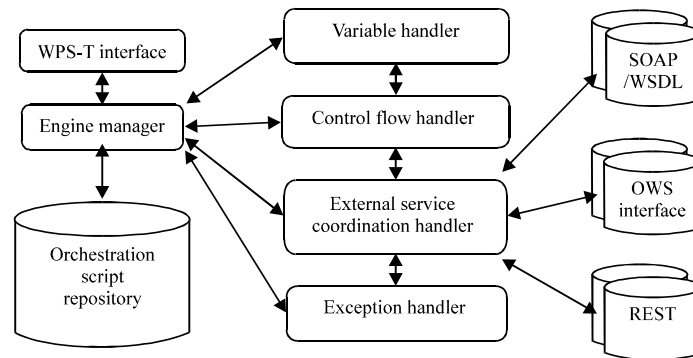 WPS-T interface
Engine manager
Orchestration
script
repository
Variable handler
Control flow handler
External service
coordination handler
Exception handler
SOAP
/WSDL
OWS
interface
REST